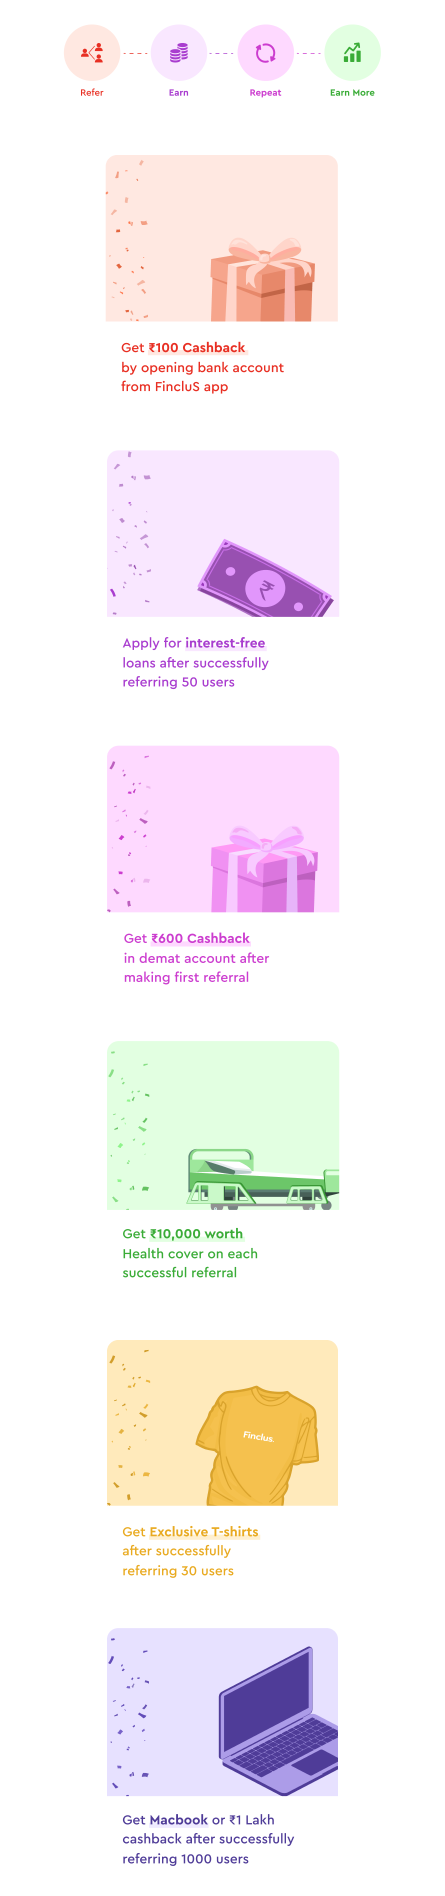 Refer
Earn
Repeat
Earn More
Get ₹100 Cashback
by opening bank account
from FincluS app
₹
Apply for interest-free
loans after successfully
referring 50 users
Get ₹600 Cashback
in demat account after
making first referral
Get ₹10,000 worth
Health cover on each
successful referral
Finclus.
Get Exclusive T-shirts
after successfully
referring 30 users
Get Macbook or ₹1 Lakh
cashback after successfully
referring 1000 users